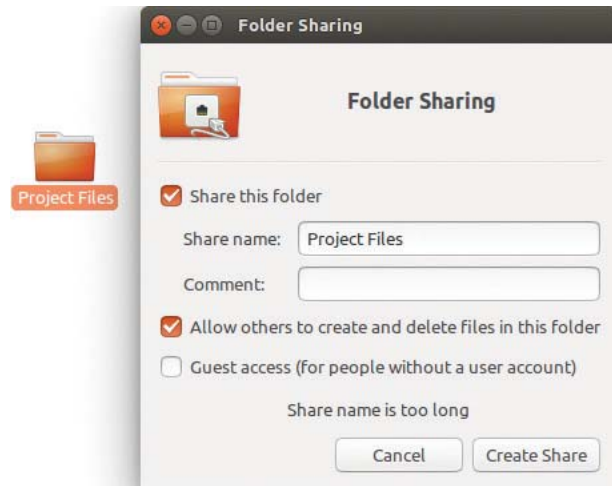 Folder Sharing
Folder Sharing
Project Files
Share this folder
Share name: Project Files
Comment:
Allow others to create and delete files in this folder
Guest access (for people without a user account)
Share name is too long
Cancel Create Share